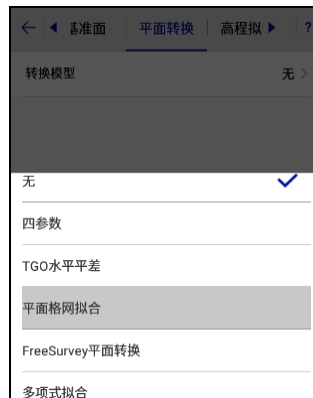 基准面 平面转换 高程拟 ?
转换模型 无
无
四参数
TGO水平平差
平面格网拟合
FreeSurvey平面转换
多项式拟合